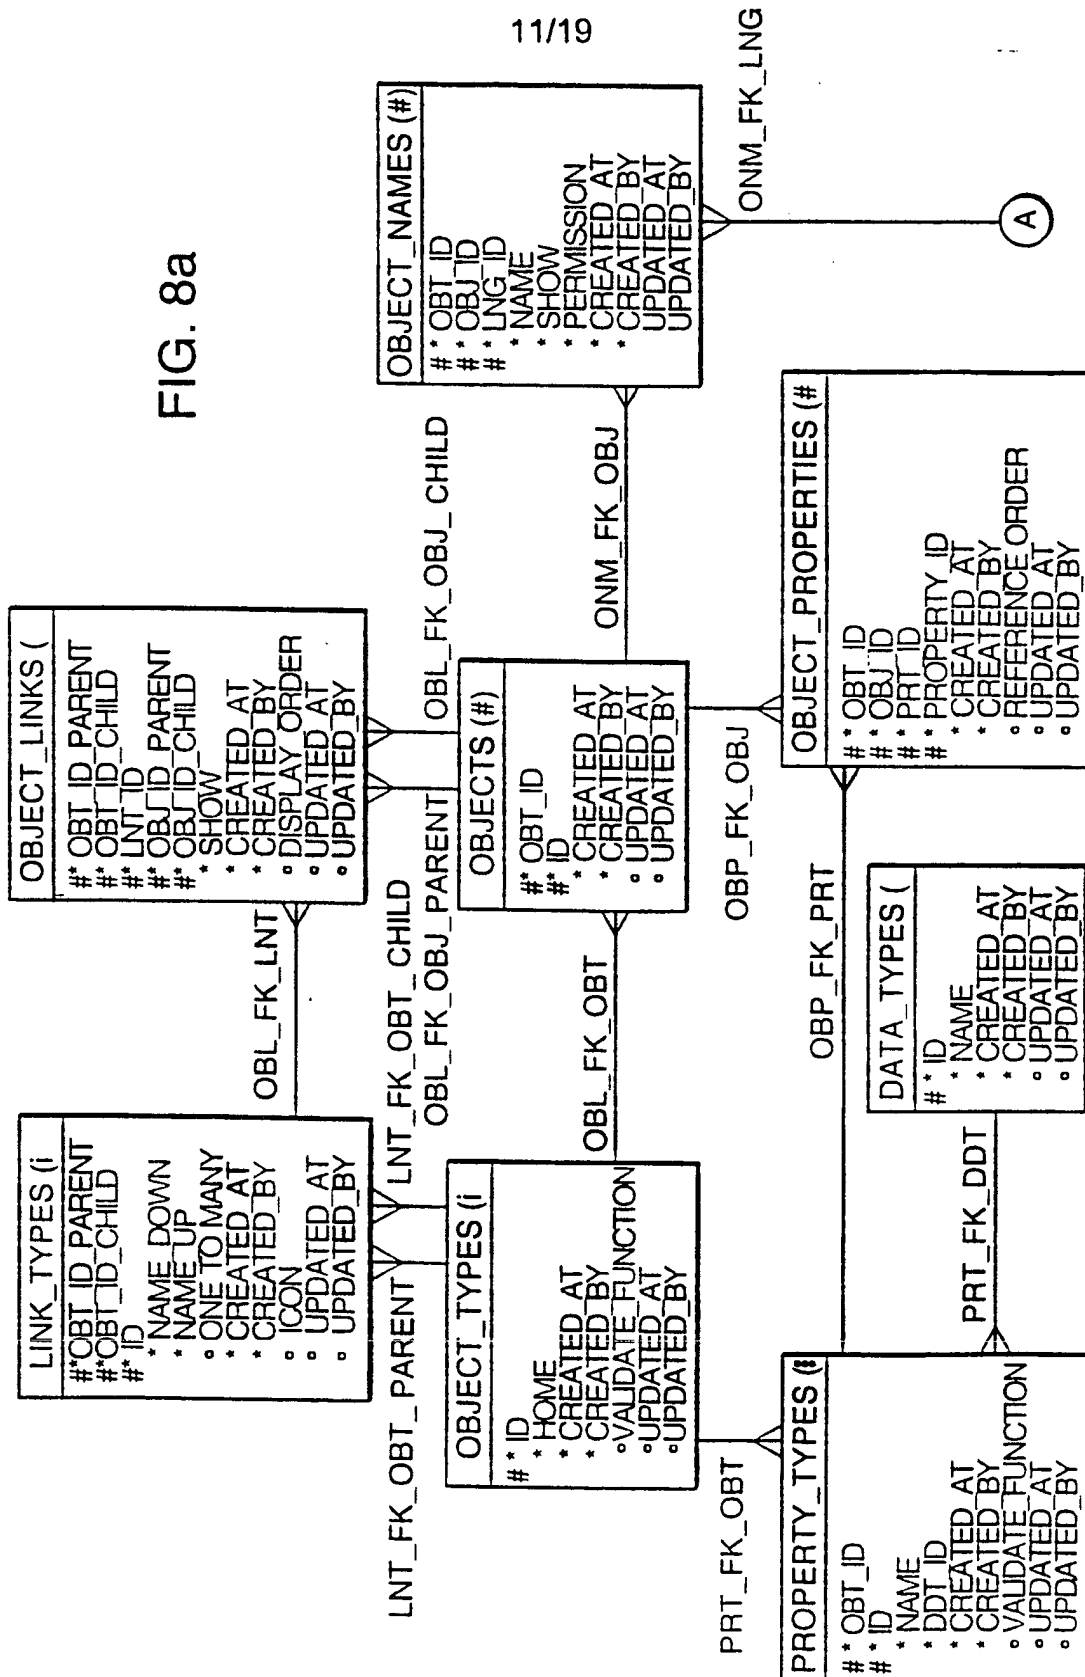 11/19
FIG. 8a
LINK_TYPES (i
#*OBT_ID_PARENT
#*OBT_ID_CHILD
#*ID
* NAME_DOWN
* NAME_UP
° ONE TO MANY
* CREATED_AT
* CREATED_BY
° ICON
° UPDATED_AT
° UPDATED_BY
OBL_FK_LNT
OBJECT_LINKS (
#* OBT_ID_PARENT
#* OBT_ID_CHILD
#* LNT_ID
#* OBJ_ID_PARENT
#* OBJ_ID_CHILD
* SHOW
* CREATED_AT
* CREATED_BY
° DISPLAY_ORDER
° UPDATED_AT
° UPDATED_BY
LNT_FK_OBT_PARENT
LNT_FK_OBT_CHILD
OBL_FK_OBJ_PARENT
OBL_FK_OBJ_CHILD
OBJECT_TYPES (i
#* ID
* HOME
* CREATED_AT
* CREATED_BY
°VALIDATE_FUNCTION
°UPDATED_AT
°UPDATED_BY
OBL_FK_OBT
OBJECTS (#)
#* OBT_ID
#* ID
* CREATED_AT
* CREATED_BY
° UPDATED_AT
° UPDATED_BY
ONM_FK_OBJ
OBJECT_NAMES (#)
# * OBT_ID
# * OBJ_ID
# * LNG_ID
* NAME
* SHOW
* PERMISSION
* CREATED_AT
* CREATED_BY
UPDATED_AT
UPDATED_BY
ONM_FK_LNG
A
PRT_FK_OBT
OBP_FK_OBJ
OBP_FK_PRT
PROPERTY_TYPES (#
# * OBT_ID
# * ID
* NAME
* DDT_ID
* CREATED_AT
* CREATED_BY
° VALIDATE_FUNCTION
° UPDATED_AT
° UPDATED_BY
PRT_FK_DDT
DATA_TYPES (
# * ID
* NAME
* CREATED_AT
* CREATED_BY
° UPDATED_AT
° UPDATED_BY
OBJECT_PROPERTIES (#
# * OBT_ID
# * OBJ_ID
# * PRT_ID
# * PROPERTY_ID
* CREATED_AT
* CREATED_BY
° REFERENCE_ORDER
° UPDATED_AT
° UPDATED_BY